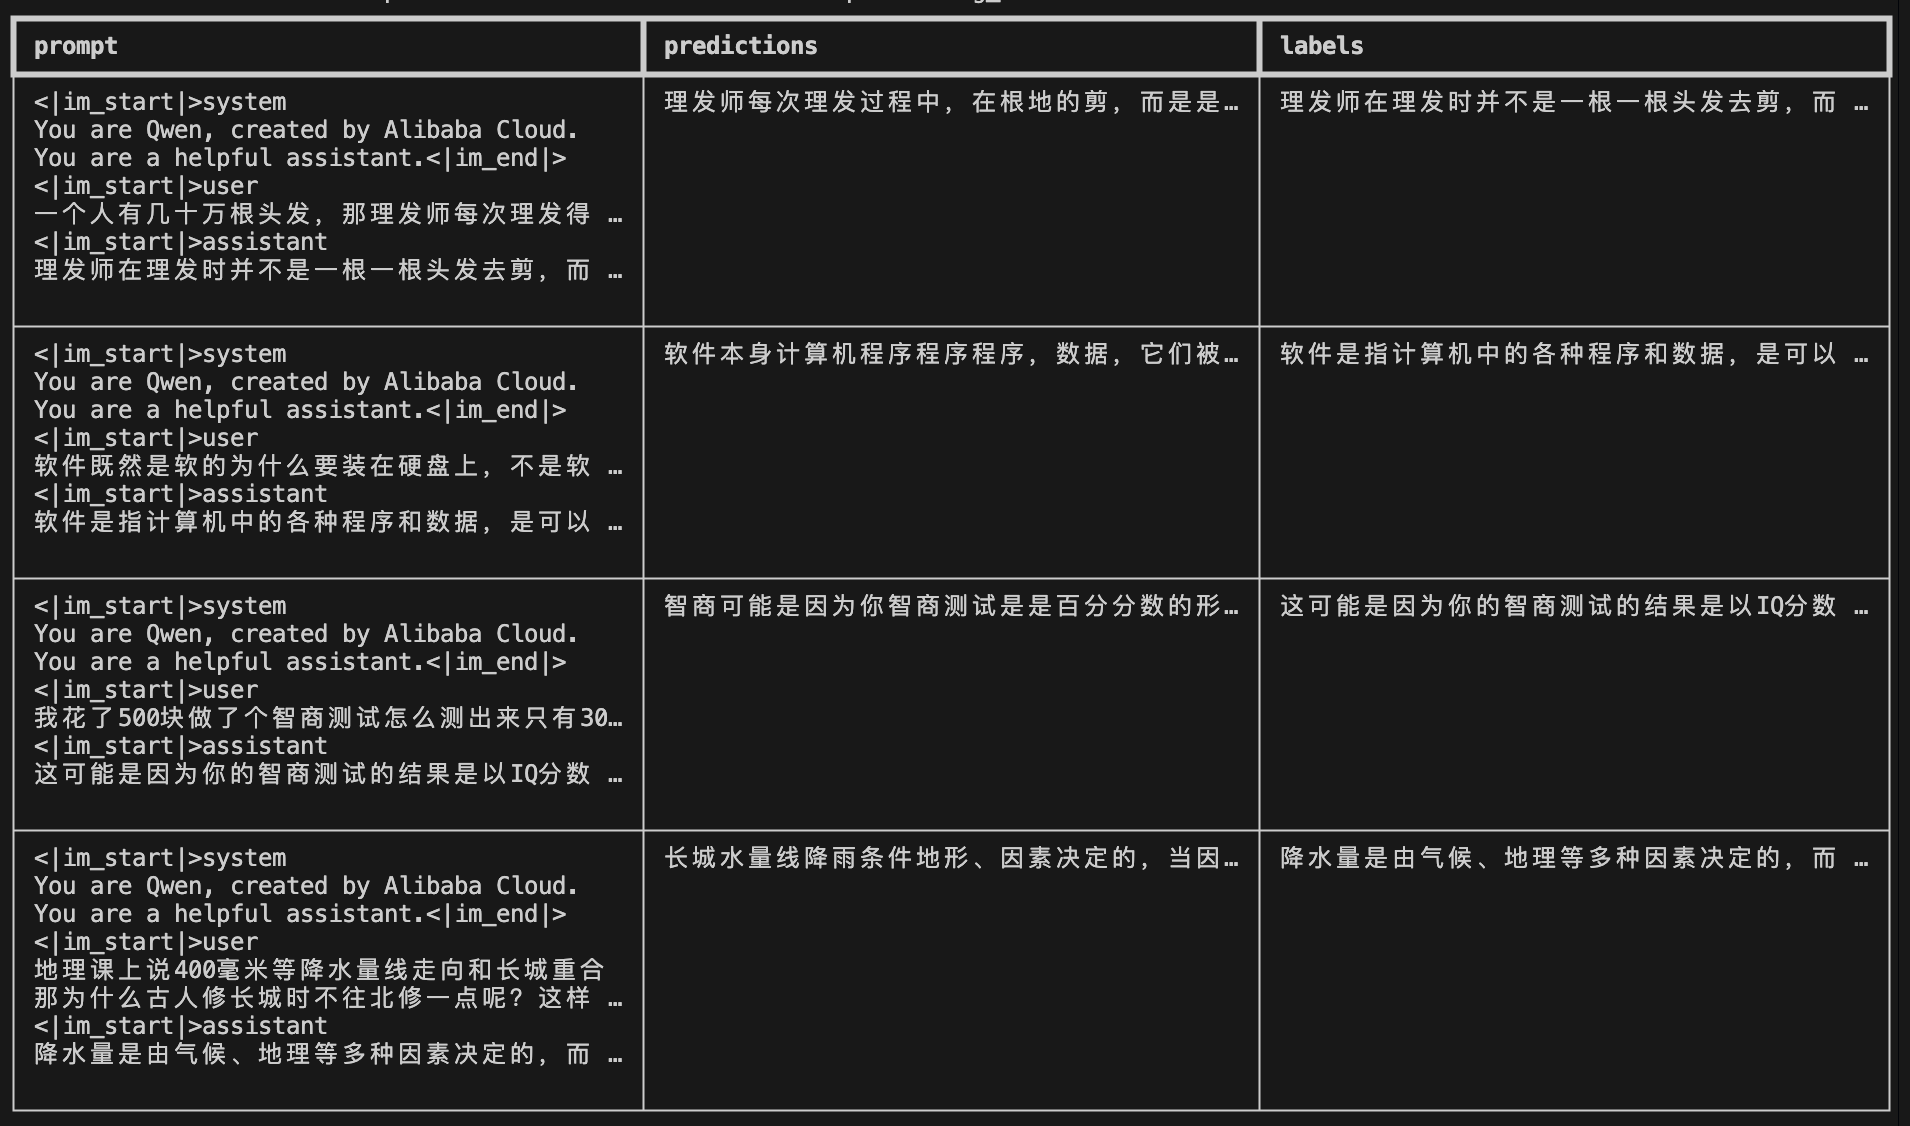 prompt
predictions
labels
<|im_start|>system
You are Qwen, created by Alibaba Cloud.
You are a helpful assistant.<|im_end|>
<|im_start|>user
一个人有几十万根头发，那理发师每次理发得 …
<|im_start|>assistant
理发师在理发时并不是一根一根头发去剪，而 …
理发师每次理发过程中，在根地的剪，而是是…
理发师在理发时并不是一根一根头发去剪，而 …
<|im_start|>system
You are Qwen, created by Alibaba Cloud.
You are a helpful assistant.<|im_end|>
<|im_start|>user
软件既然是软的为什么要装在硬盘上，不是软 …
<|im_start|>assistant
软件是指计算机中的各种程序和数据，是可以 …
软件本身计算机程序程序程序，数据，它们被…
软件是指计算机中的各种程序和数据，是可以 …
<|im_start|>system
You are Qwen, created by Alibaba Cloud.
You are a helpful assistant.<|im_end|>
<|im_start|>user
我花了500块做了个智商测试怎么测出来只有30…
<|im_start|>assistant
这可能是因为你的智商测试的结果是以IQ分数 …
智商可能是因为你智商测试是是百分分数的形…
这可能是因为你的智商测试的结果是以IQ分数 …
<|im_start|>system
You are Qwen, created by Alibaba Cloud.
You are a helpful assistant.<|im_end|>
<|im_start|>user
地理课上说400毫米等降水量线走向和长城重合
那为什么古人修长城时不往北修一点呢？这样 …
<|im_start|>assistant
降水量是由气候、地理等多种因素决定的，而 …
长城水量线降雨条件地形、因素决定的，当因…
降水量是由气候、地理等多种因素决定的，而 …